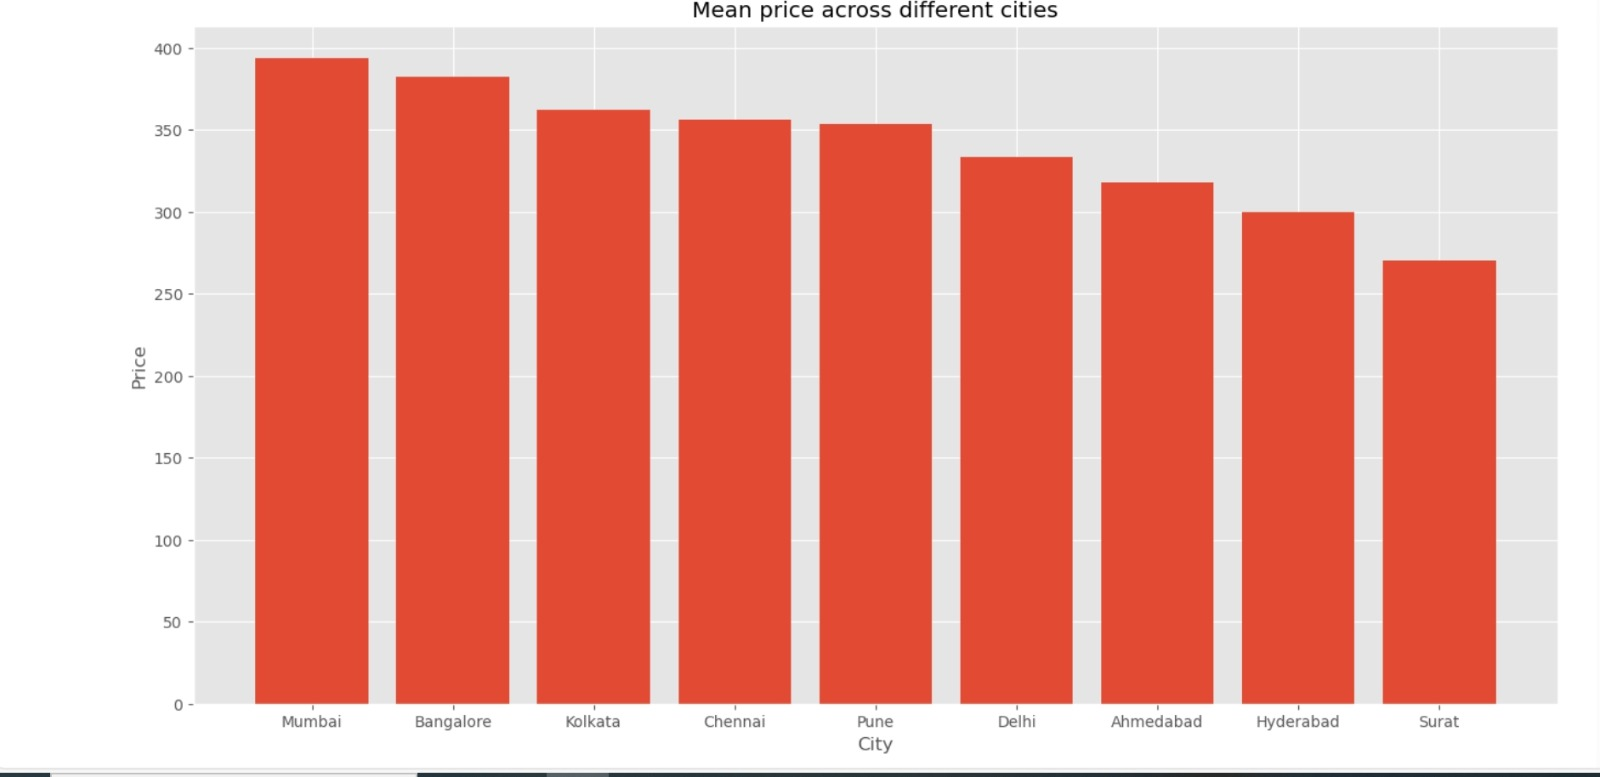 Mean price across different cities
400
350
300
250
200
150
100
50
0
Price
Mumbai Bangalore Kolkata Chennai Pune Delhi Ahmedabad Hyderabad Surat
City